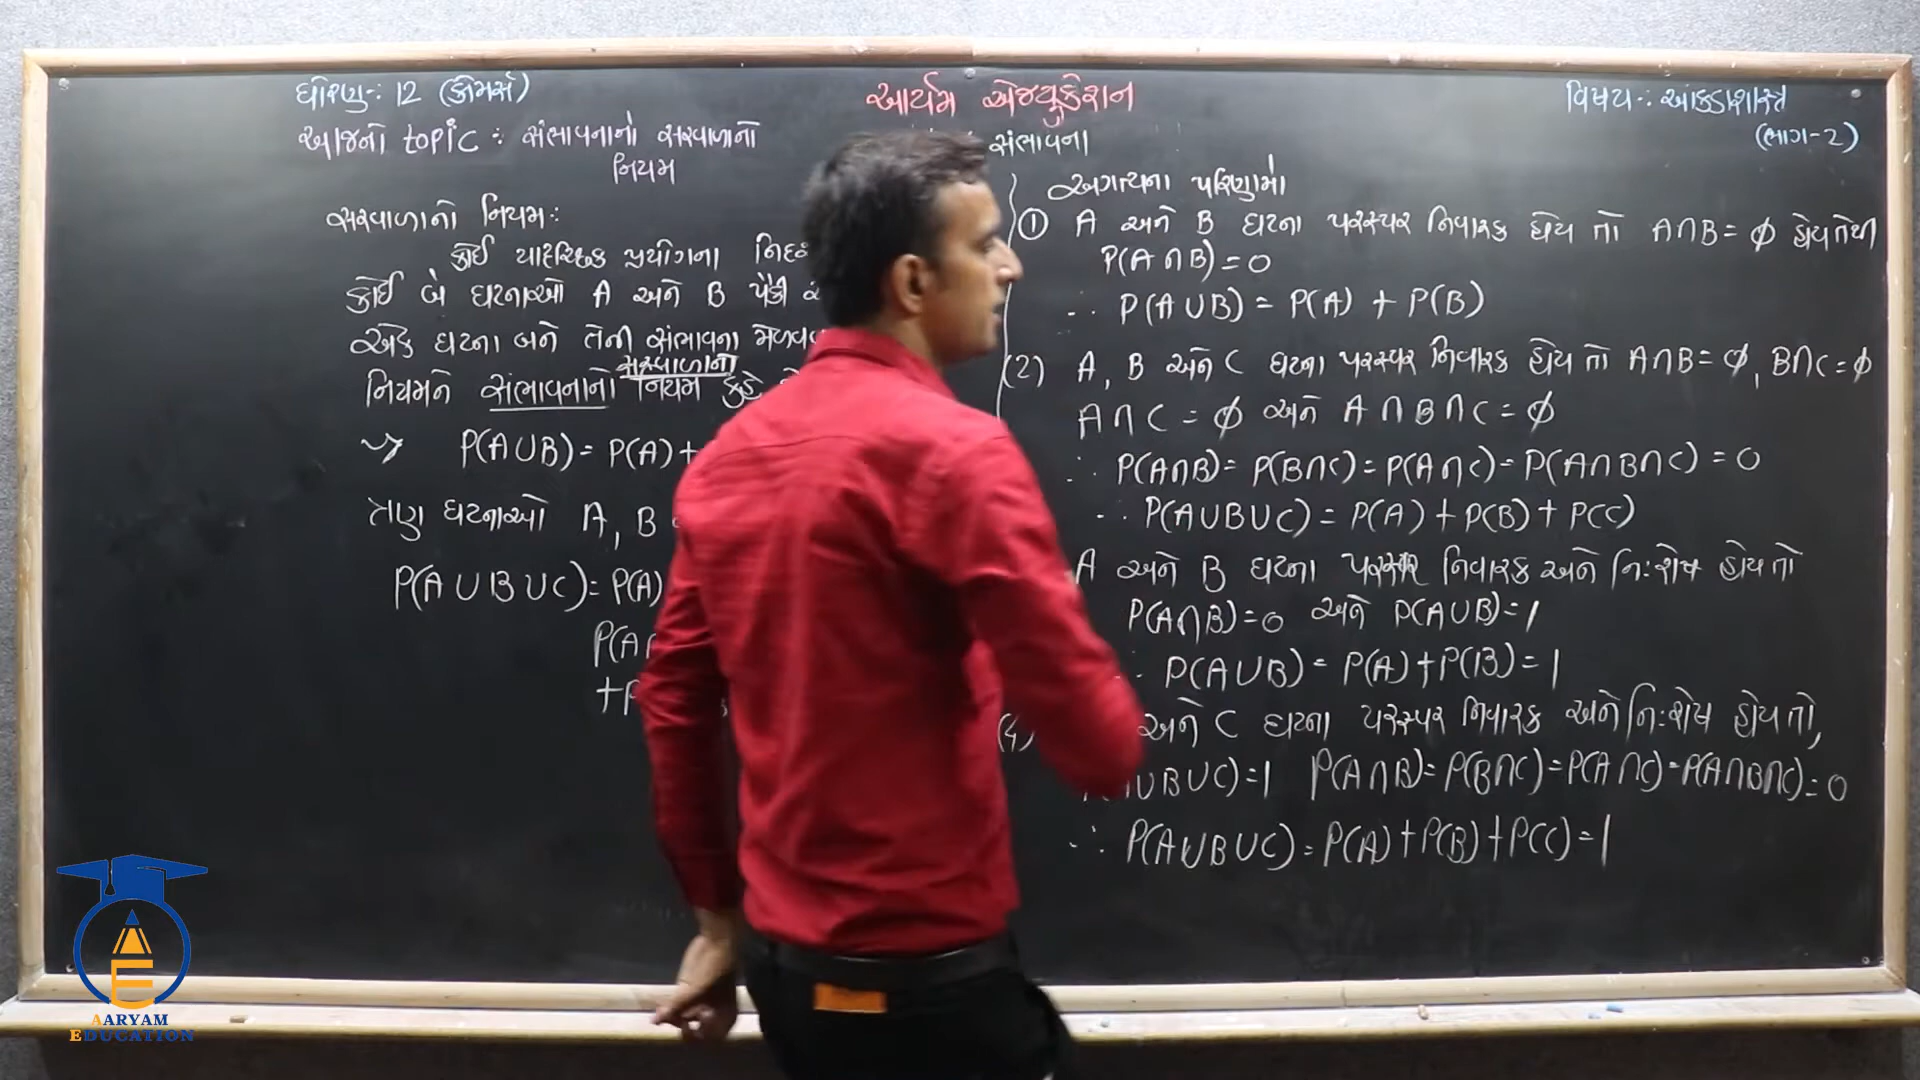 ધોરણ:- 12 (કોમર્સ)
આર્યમ એજ્યુકેશન
વિષય:- આંકડાશાસ્ત્ર
(ભાગ-2)
આજનો topic : સંભાવનાનો સરવાળાનો
નિયમ
સંભાવના
સરવાળાનો નિયમ:
કોઈ યાદચ્છિક પ્રયોગના
કોઈ બે ઘટનાઓ A અને B પૈકી
એક ઘટના બને તેની સંભાવના
સરવાળાનો
નિયમને સંભાવનાનો નિયમ કહે
P(A∪B)= P(A)+
ત્રણ ઘટનાઓ A, B
P(A∪B∪C)= P(A)
P(A
+P
અગત્યના પરિણામો
① A અને B ઘટના પરસ્પર નિવારક હોય તો A∩B = ϕ હોય તેથી
P(A∩B)=0
∴ P(A∪B) = P(A) + P(B)
(2) A, B અને C ઘટના પરસ્પર નિવારક હોય તો A∩B= ϕ, B∩C=ϕ
A∩C = ϕ અને A∩B∩C = ϕ
∴ P(A∩B)= P(B∩C)= P(A∩C)= P(A∩B∩C) = 0
∴ P(A∪B∪C) = P(A) + P(B) + P(C)
A અને B ઘટના પરસ્પર નિવારક અને નિ:શેષ હોય તો
P(A∩B)=0 અને P(A∪B)=1
∴ P(A∪B) = P(A)+P(B)=1
(4) અને C ઘટના પરસ્પર નિવારક અને નિ:શેષ હોય તો,
∪B∪C)=1 P(A∩B)= P(B∩C)=P(A∩C)=P(A∩B∩C)=0
∴ P(A∪B∪C)= P(A)+P(B)+P(C)=1
AARYAM
EDUCATION